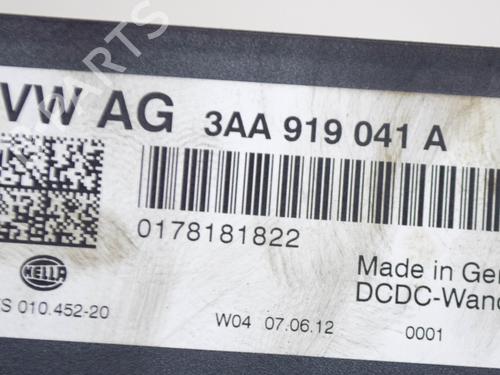 VW AG 3AA 919 041 A
0178181822
HELLA
Made in Ger
DCDC-Wand
S 010.452-20
W04 07.06.12 0001
PARTS